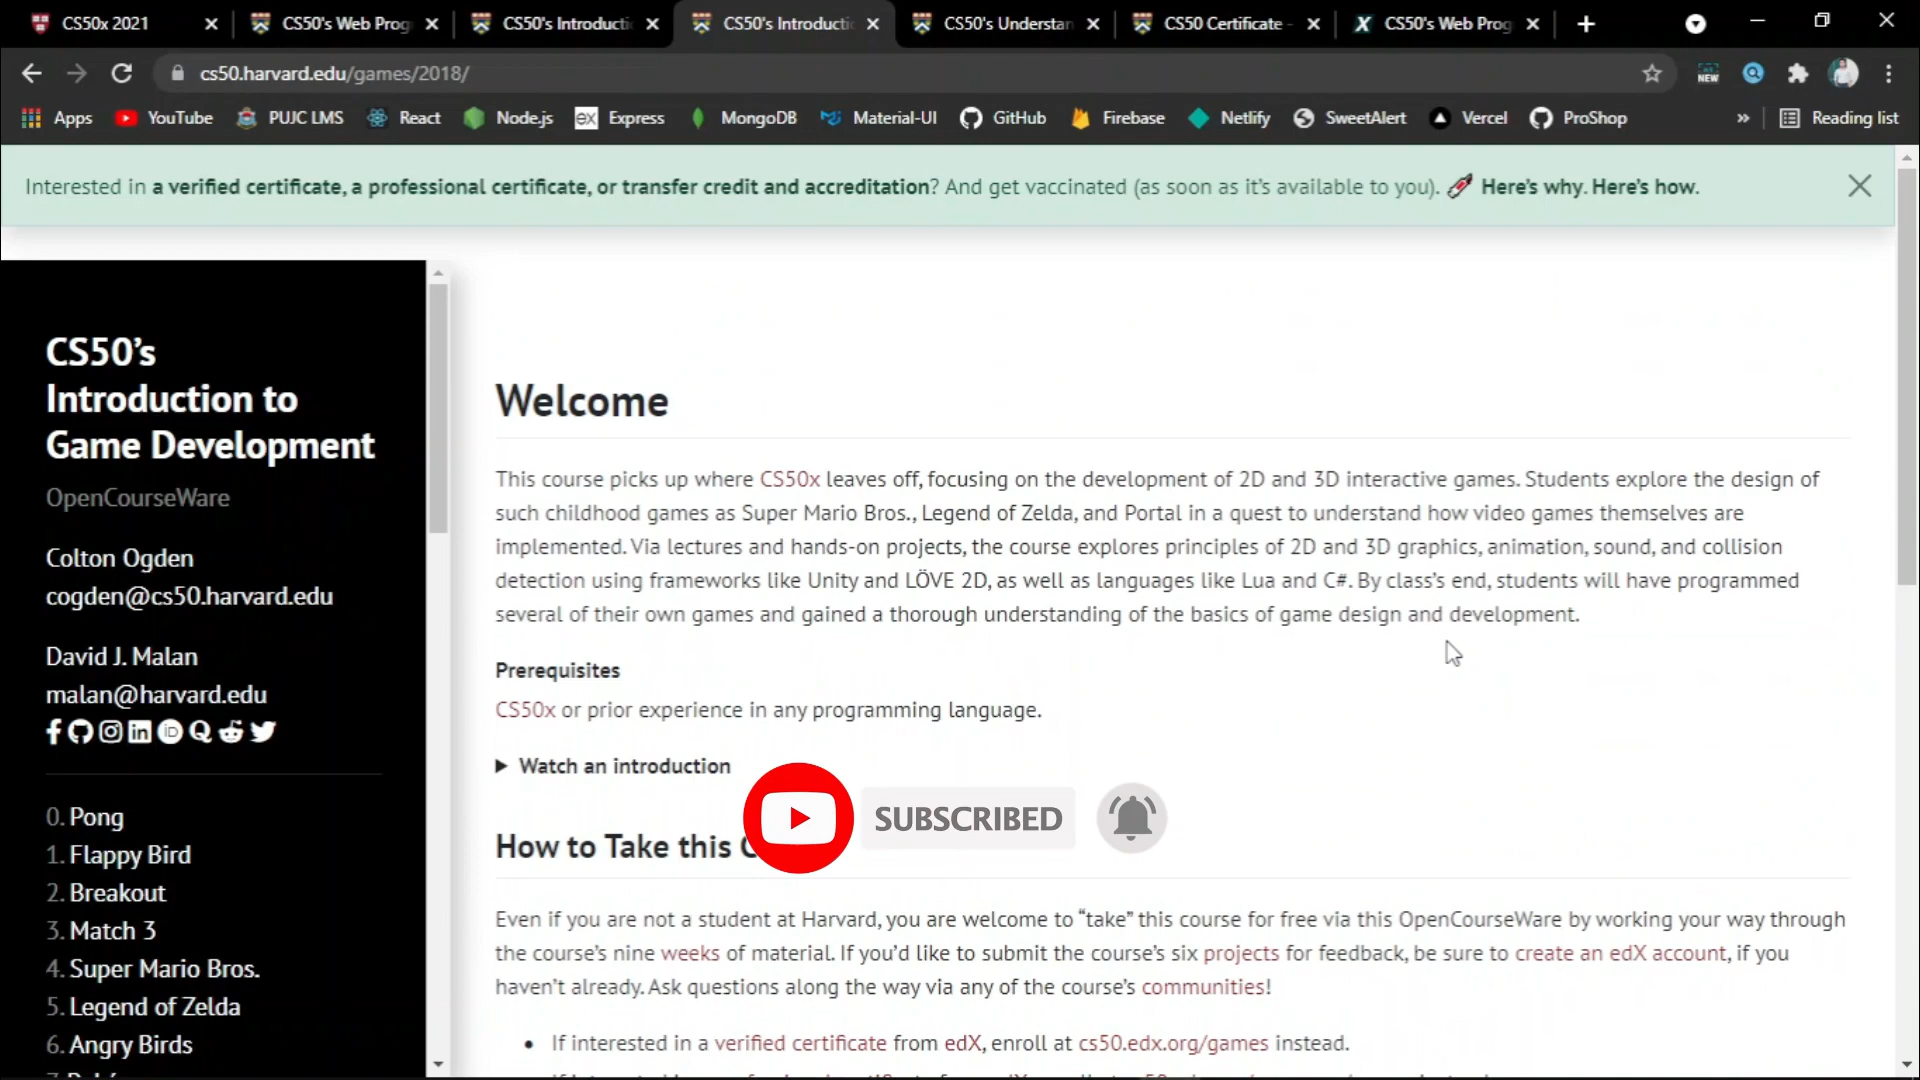 CS50x 2021
CS50's Web Prog
CS50's Introducti
CS50's Introducti
CS50's Understan
CS50 Certificate -
CS50's Web Prog
cs50.harvard.edu/games/2018/
NEW
Apps
YouTube
PUJC LMS
React
Node.js
ex Express
MongoDB
Material-UI
GitHub
Firebase
Netlify
SweetAlert
Vercel
ProShop
»
Reading list
Interested in a verified certificate, a professional certificate, or transfer credit and accreditation? And get vaccinated (as soon as it's available to you). Here's why. Here's how.
CS50's
Introduction to
Game Development
OpenCourseWare
Colton Ogden
cogden@cs50.harvard.edu
David J. Malan
malan@harvard.edu
0. Pong
1. Flappy Bird
2. Breakout
3. Match 3
4. Super Mario Bros.
5. Legend of Zelda
6. Angry Birds
Welcome
This course picks up where CS50x leaves off, focusing on the development of 2D and 3D interactive games. Students explore the design of
such childhood games as Super Mario Bros., Legend of Zelda, and Portal in a quest to understand how video games themselves are
implemented. Via lectures and hands-on projects, the course explores principles of 2D and 3D graphics, animation, sound, and collision
detection using frameworks like Unity and LÖVE 2D, as well as languages like Lua and C#. By class's end, students will have programmed
several of their own games and gained a thorough understanding of the basics of game design and development.
Prerequisites
CS50x or prior experience in any programming language.
Watch an introduction
SUBSCRIBED
How to Take this
Even if you are not a student at Harvard, you are welcome to “take” this course for free via this OpenCourseWare by working your way through
the course's nine weeks of material. If you'd like to submit the course's six projects for feedback, be sure to create an edX account, if you
haven't already. Ask questions along the way via any of the course's communities!
• If interested in a verified certificate from edX, enroll at cs50.edx.org/games instead.